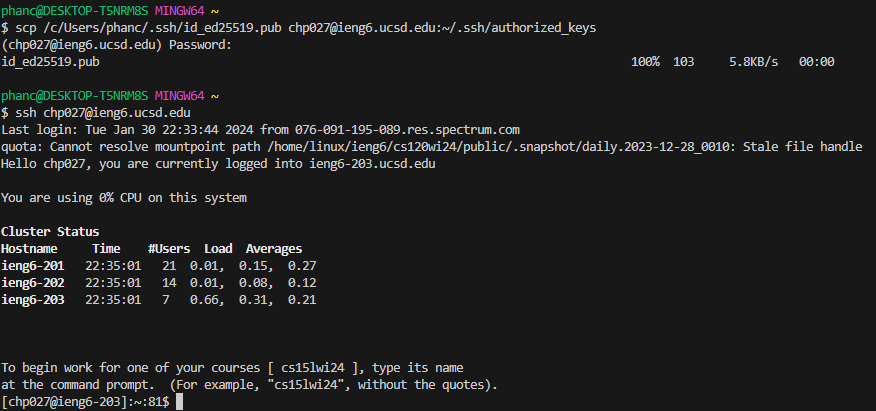 phanc@DESKTOP-T5NRM8S MINGW64 ~
$ scp /c/Users/phanc/.ssh/id_ed25519.pub chp027@ieng6.ucsd.edu:~/.ssh/authorized_keys
(chp027@ieng6.ucsd.edu) Password:
id_ed25519.pub 100% 103 5.8KB/s 00:00
phanc@DESKTOP-T5NRM8S MINGW64 ~
$ ssh chp027@ieng6.ucsd.edu
Last login: Tue Jan 30 22:33:44 2024 from 076-091-195-089.res.spectrum.com
quota: Cannot resolve mountpoint path /home/linux/ieng6/cs120wi24/public/.snapshot/daily.2023-12-28_0010: Stale file handle
Hello chp027, you are currently logged into ieng6-203.ucsd.edu
You are using 0% CPU on this system
Cluster Status
Hostname Time #Users Load Averages
ieng6-201 22:35:01 21 0.01, 0.15, 0.27
ieng6-202 22:35:01 14 0.01, 0.08, 0.12
ieng6-203 22:35:01 7 0.66, 0.31, 0.21
To begin work for one of your courses [ cs15lwi24 ], type its name
at the command prompt. (For example, "cs15lwi24", without the quotes).
[chp027@ieng6-203]:~:81$